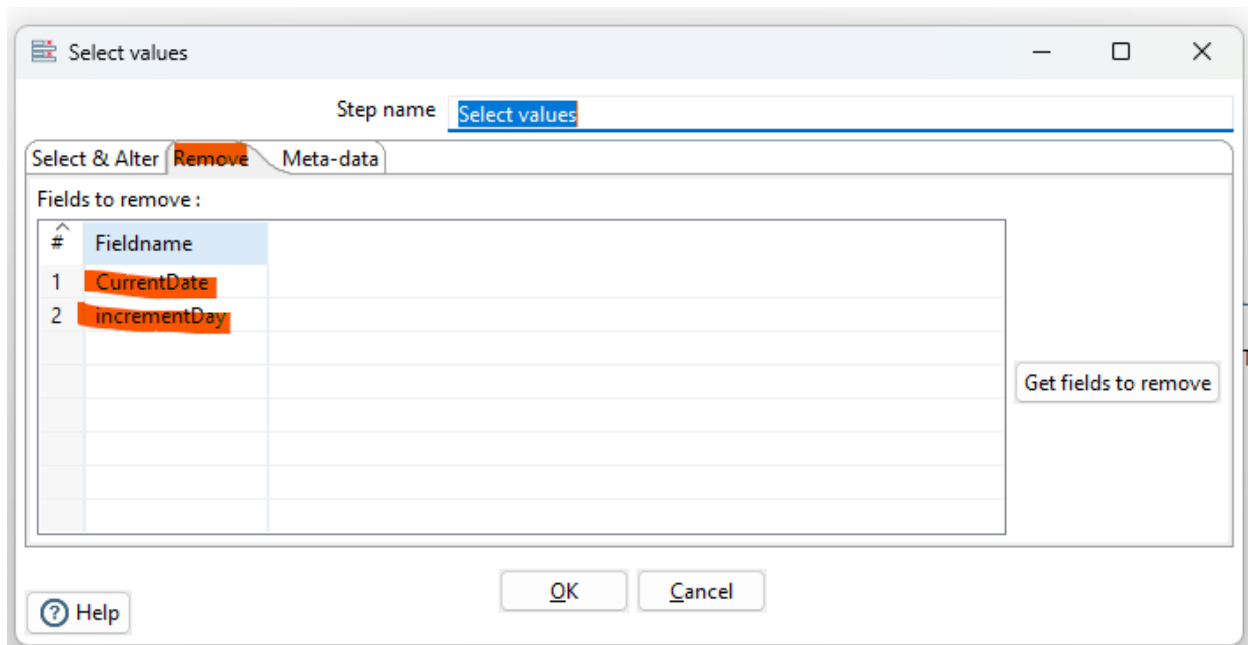 Select values
Step name Select values
Select & Alter Remove Meta-data
Fields to remove :
# Fieldname
1 CurrentDate
2 incrementDay
Get fields to remove
OK Cancel
Help